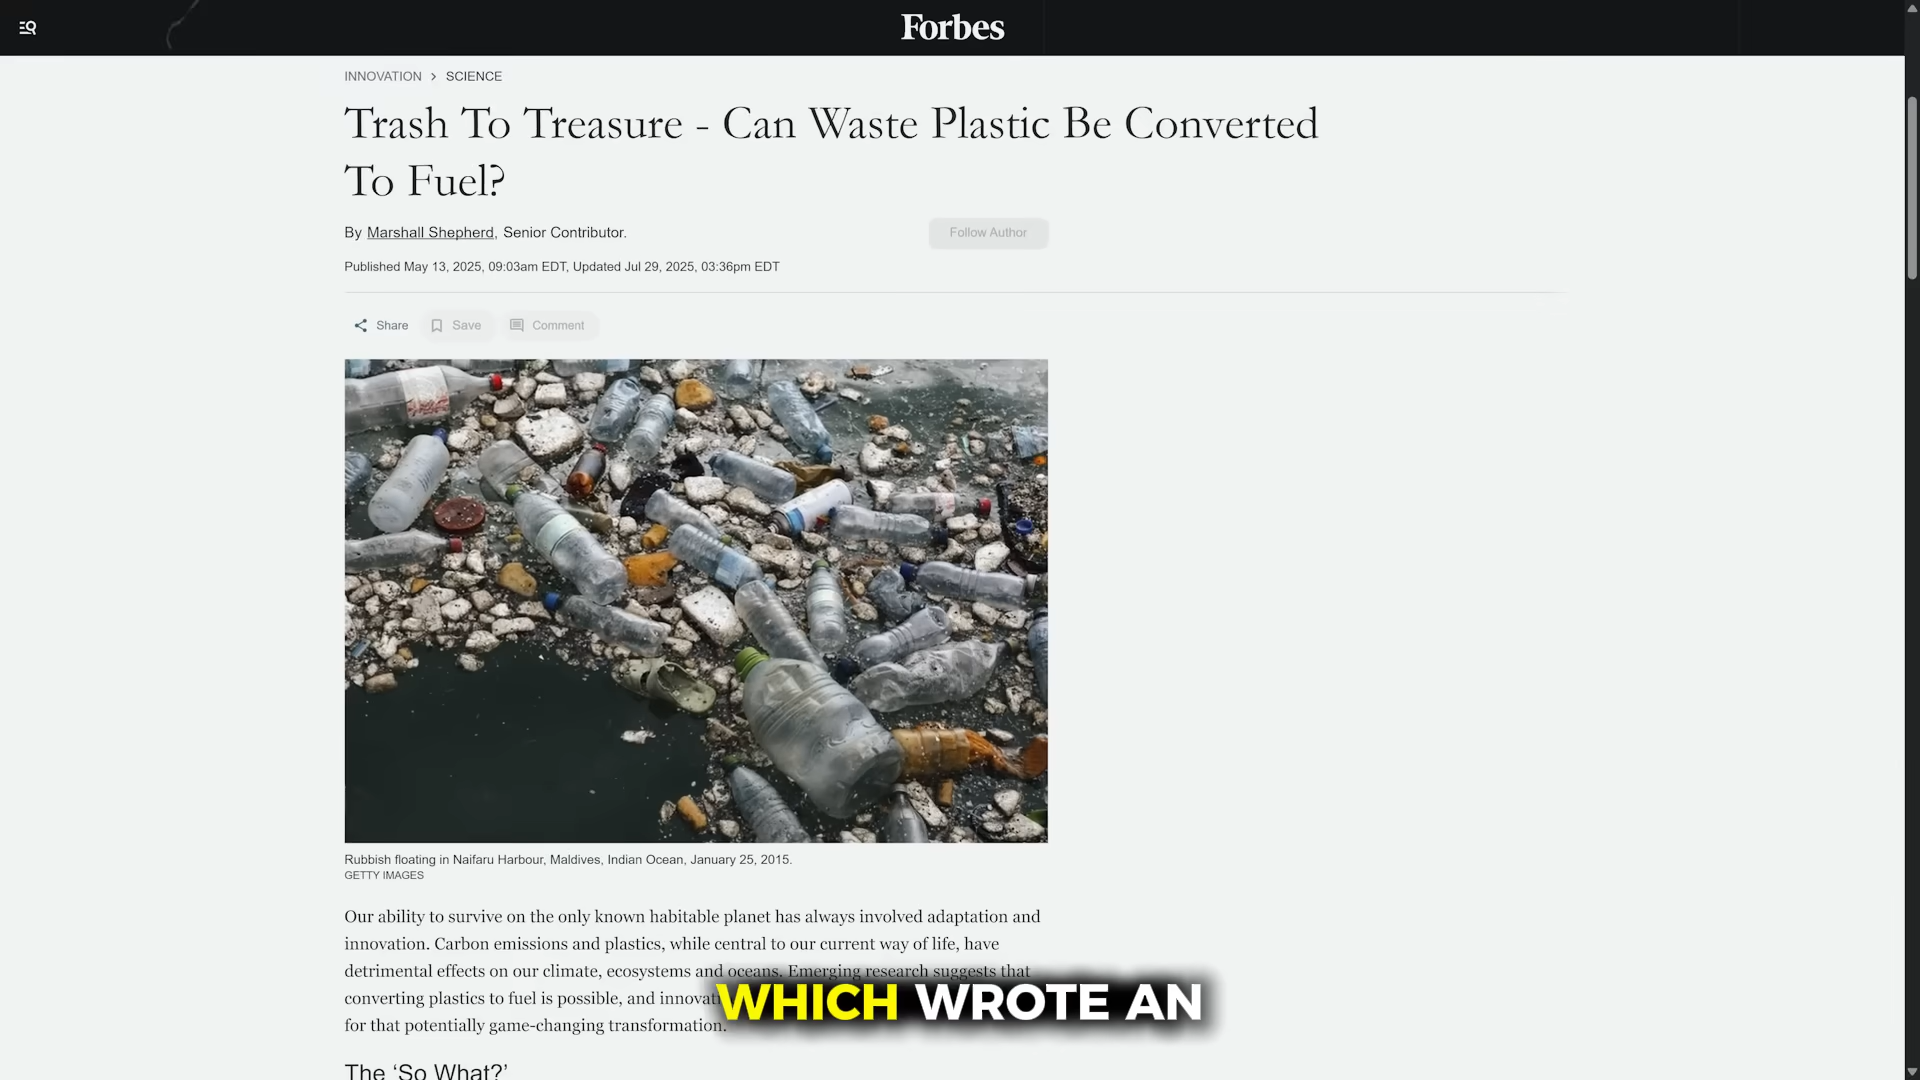 Forbes
INNOVATION > SCIENCE
Trash To Treasure - Can Waste Plastic Be Converted
To Fuel?
By Marshall Shepherd, Senior Contributor.
Follow Author
Published May 13, 2025, 09:03am EDT, Updated Jul 29, 2025, 03:36pm EDT
Share Save Comment
Rubbish floating in Naifaru Harbour, Maldives, Indian Ocean, January 25, 2015.
GETTY IMAGES
Our ability to survive on the only known habitable planet has always involved adaptation and
innovation. Carbon emissions and plastics, while central to our current way of life, have
detrimental effects on our climate, ecosystems and oceans. Emerging research suggests that
converting plastics to fuel is possible, and
for that potentially game-changing transformation.
WHICH WROTE AN
The ‘So What?’